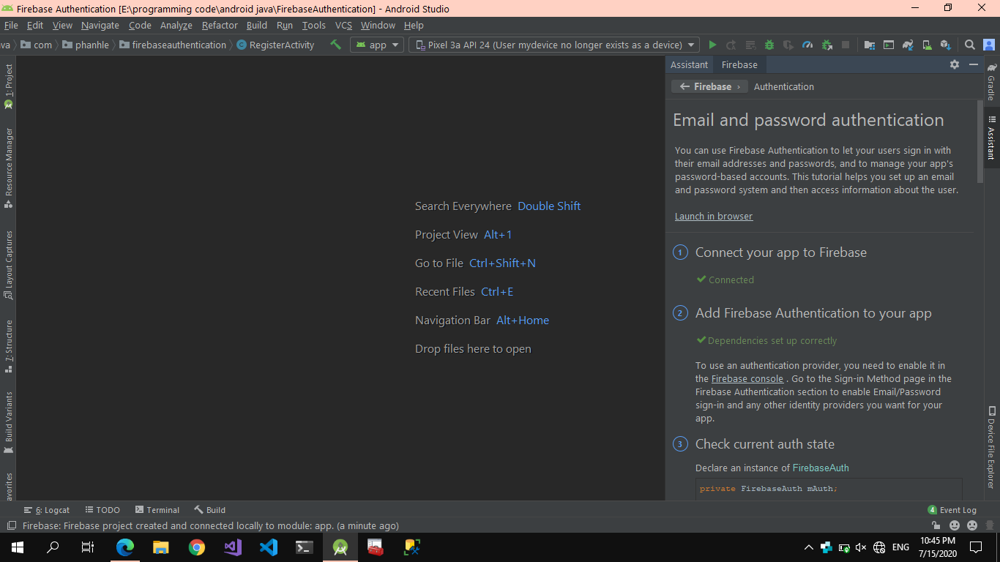 Firebase Authentication [E:\programming code\android java\FirebaseAuthentication] - Android Studio
File Edit View Navigate Code Analyze Refactor Build Run Tools VCS Window Help
va com phanhle firebaseauthentication RegisterActivity app Pixel 3a API 24 (User mydevice no longer exists as a device)
1: Project
Resource Manager
Layout Captures
7: Structure
Build Variants
avorites
Search Everywhere Double Shift
Project View Alt+1
Go to File Ctrl+Shift+N
Recent Files Ctrl+E
Navigation Bar Alt+Home
Drop files here to open
Assistant Firebase
← Firebase › Authentication
Email and password authentication
You can use Firebase Authentication to let your users sign in with
their email addresses and passwords, and to manage your app's
password-based accounts. This tutorial helps you set up an email
and password system and then access information about the user.
Launch in browser
1 Connect your app to Firebase
✔ Connected
2 Add Firebase Authentication to your app
✔ Dependencies set up correctly
To use an authentication provider, you need to enable it in
the Firebase console . Go to the Sign-in Method page in the
Firebase Authentication section to enable Email/Password
sign-in and any other identity providers you want for your
app.
3 Check current auth state
Declare an instance of FirebaseAuth
private FirebaseAuth mAuth;
Gradle
Assistant
Device File Explorer
6: Logcat TODO Terminal Build 4 Event Log
Firebase: Firebase project created and connected locally to module: app. (a minute ago)
ENG 10:45 PM
7/15/2020